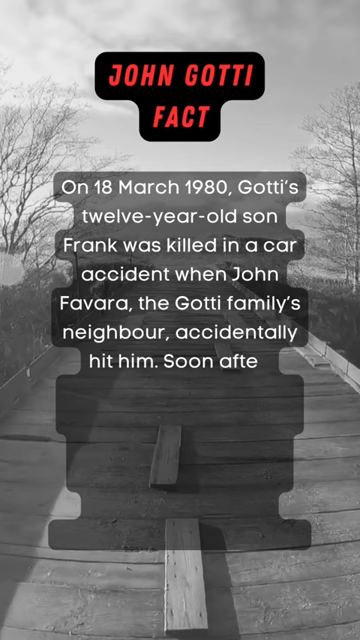 JOHN GOTTI
FACT
On 18 March 1980, Gotti's
twelve-year-old son
Frank was killed in a car
accident when John
Favara, the Gotti family's
neighbour, accidentally
hit him. Soon afte